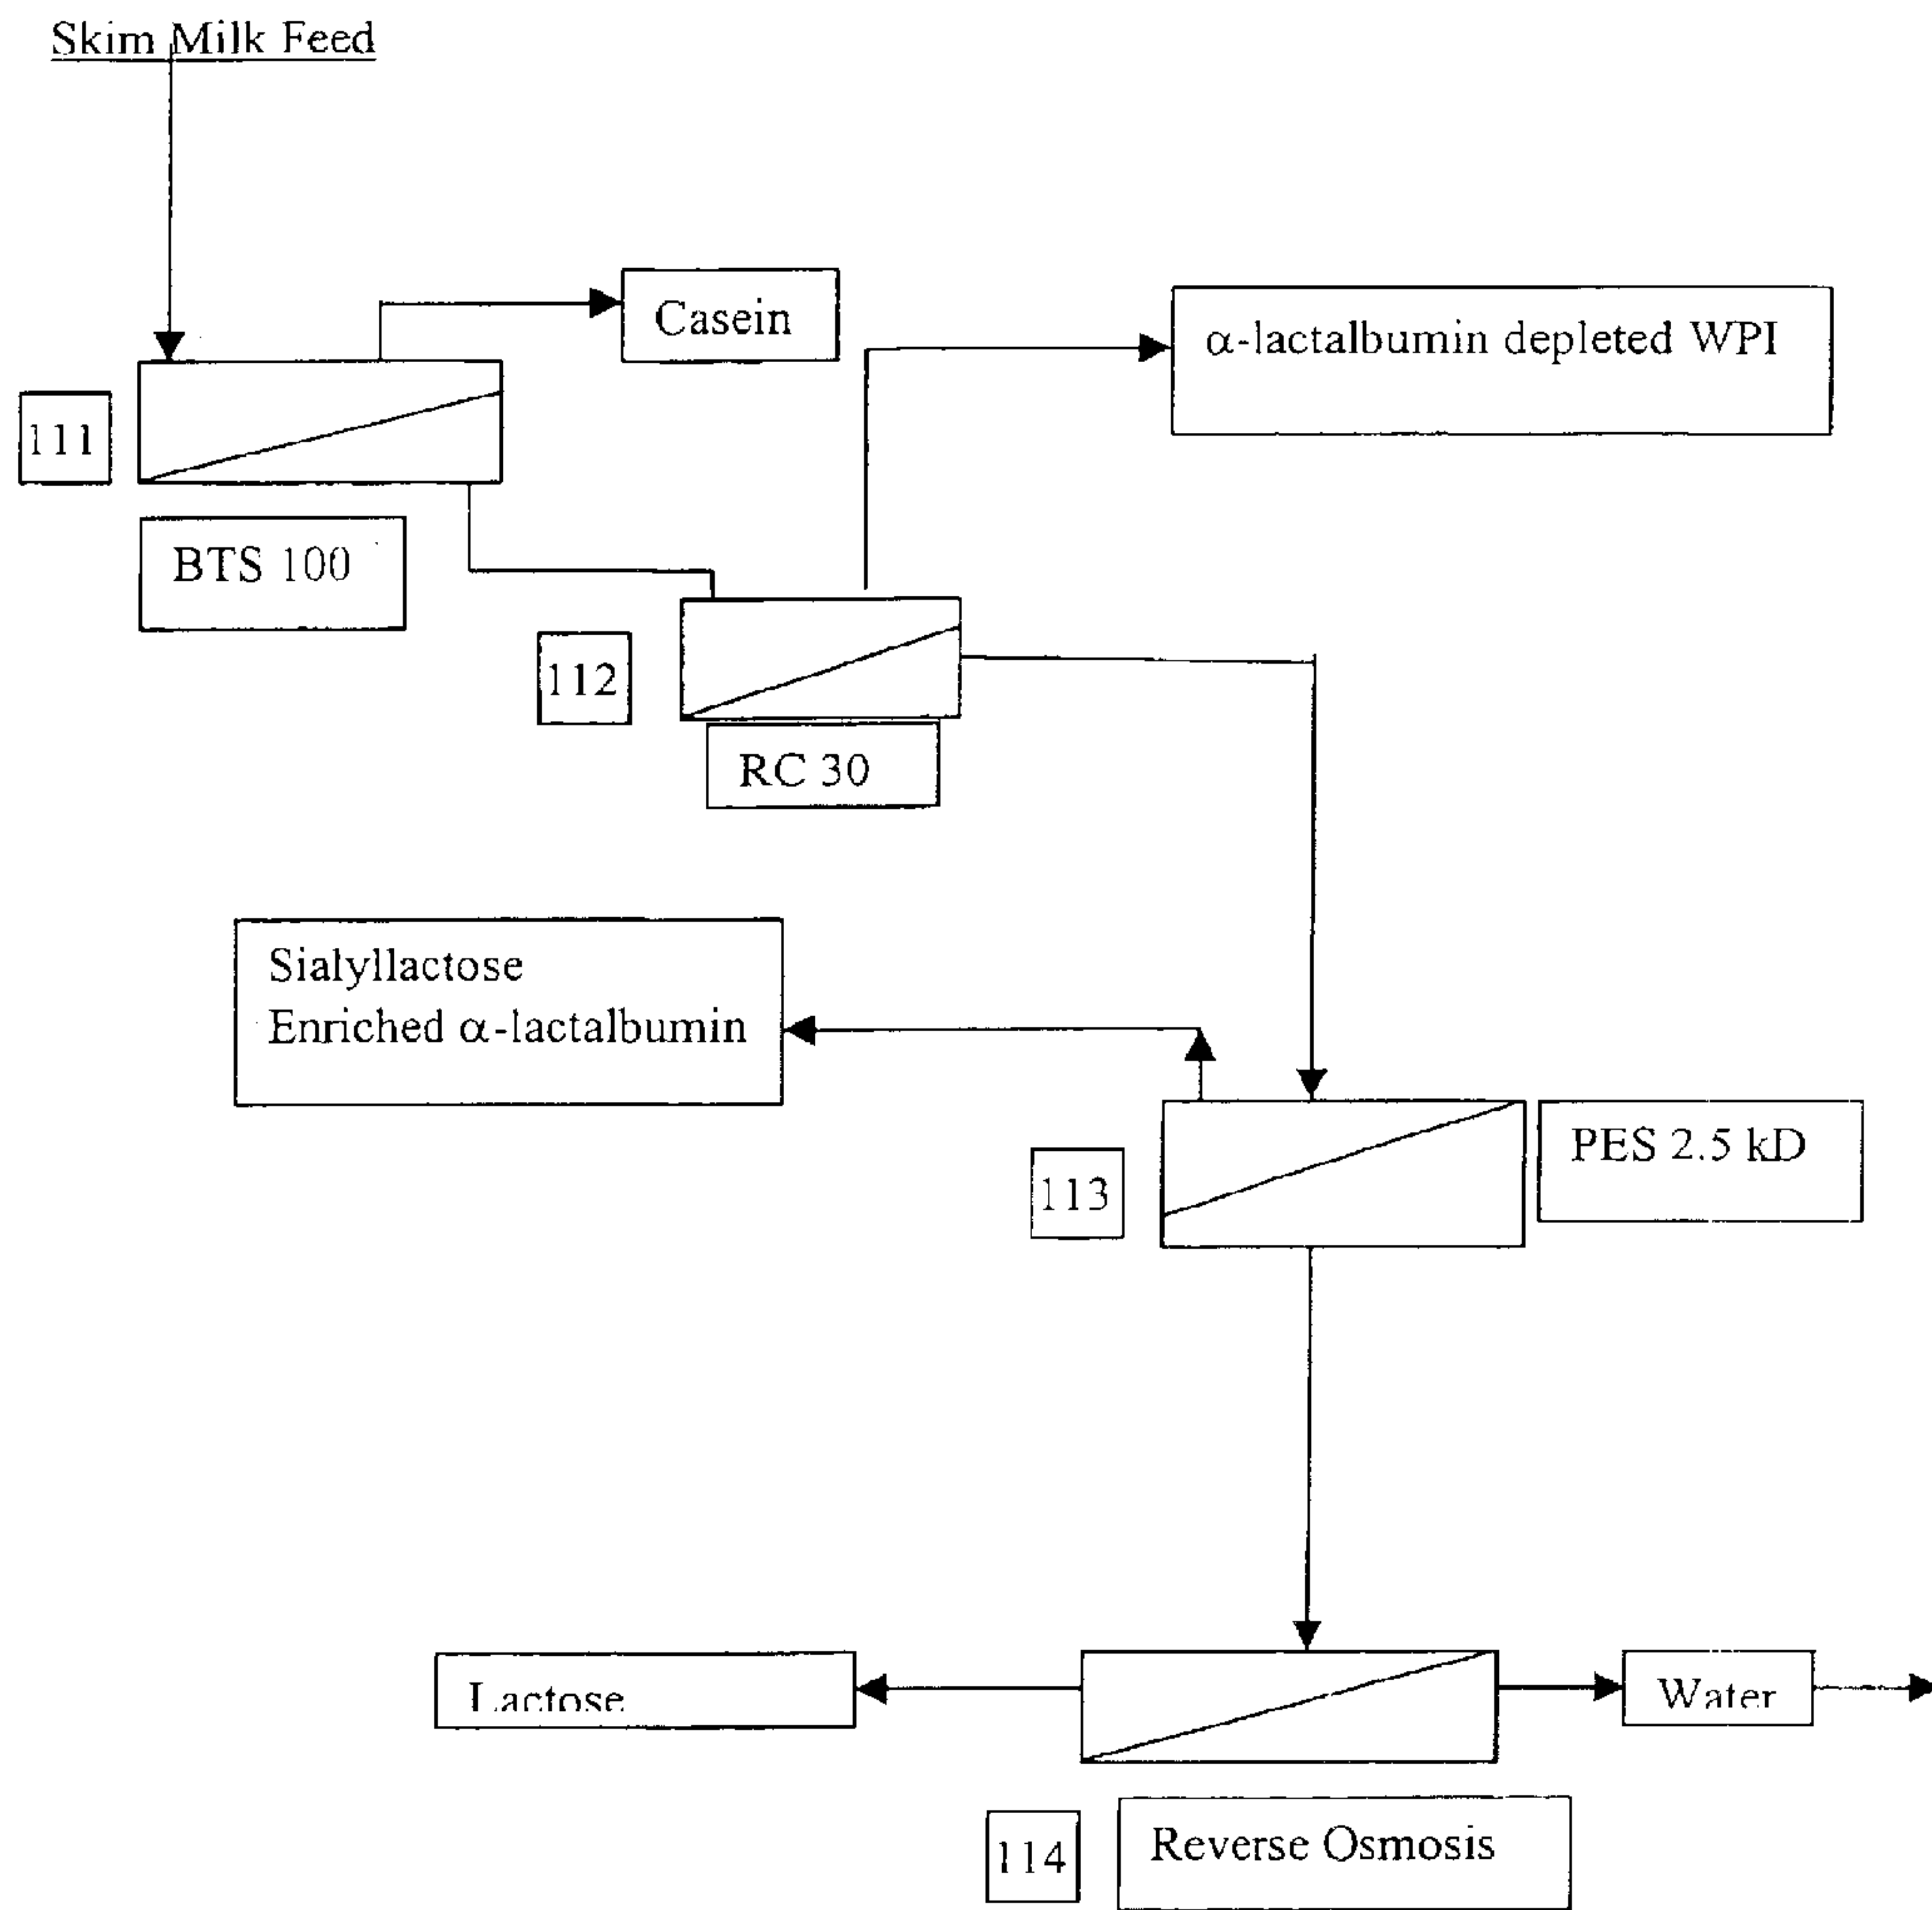 Skim Milk Feed
Casein
α-lactalbumin depleted WPI
111
BTS 100
112
RC 30
Sialyllactose
Enriched α-lactalbumin
PES 2.5 kD
113
Lactose
Water
114
Reverse Osmosis